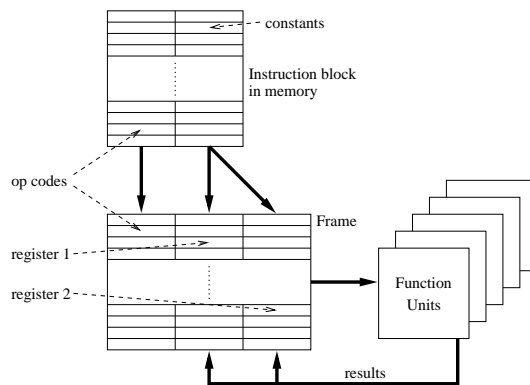 constants
Instruction block
in memory
op codes
Frame
register 1
register 2
Function
Units
results